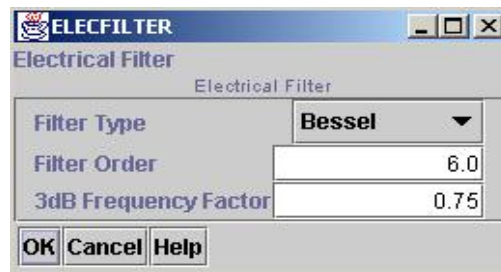 ELECFILTER
Electrical Filter
Electrical Filter
Filter Type Bessel
Filter Order 6.0
3dB Frequency Factor 0.75
OK Cancel Help